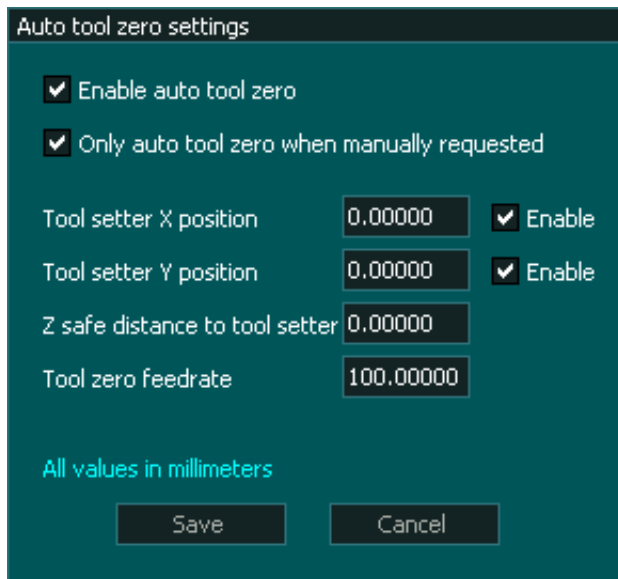 Auto tool zero settings
Enable auto tool zero
Only auto tool zero when manually requested
Tool setter X position 0.00000 Enable
Tool setter Y position 0.00000 Enable
Z safe distance to tool setter 0.00000
Tool zero feedrate 100.00000
All values in millimeters
Save Cancel